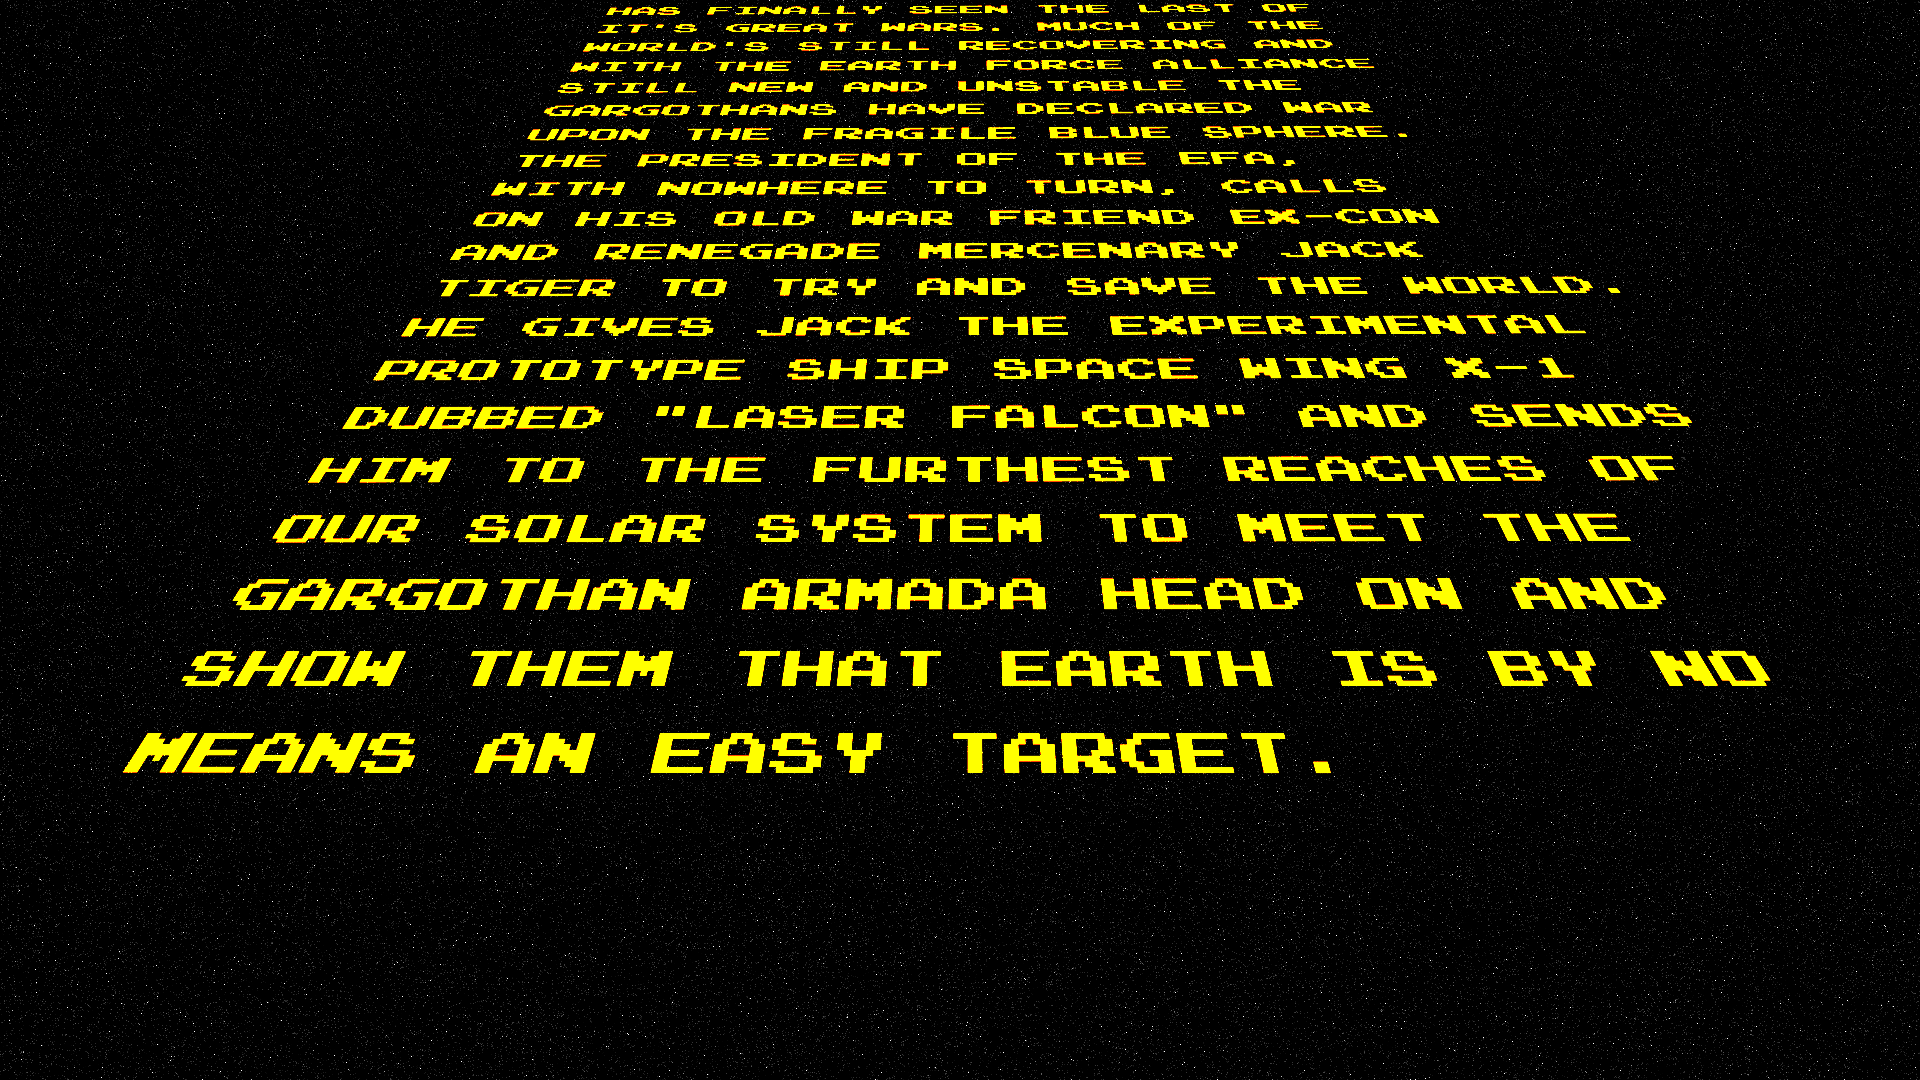 HAS FINALLY SEEN THE LAST OF
IT'S GREAT WARS. MUCH OF THE
WORLD'S STILL RECOVERING AND
WITH THE EARTH FORCE ALLIANCE
STILL NEW AND UNSTABLE THE
GARGOTHANS HAVE DECLARED WAR
UPON THE FRAGILE BLUE SPHERE.
THE PRESIDENT OF THE EFA,
WITH NOWHERE TO TURN, CALLS
ON HIS OLD WAR FRIEND EX-CON
AND RENEGADE MERCENARY JACK
TIGER TO TRY AND SAVE THE WORLD.
HE GIVES JACK THE EXPERIMENTAL
PROTOTYPE SHIP SPACE WING X-1
DUBBED "LASER FALCON" AND SENDS
HIM TO THE FURTHEST REACHES OF
OUR SOLAR SYSTEM TO MEET THE
GARGOTHAN ARMADA HEAD ON AND
SHOW THEM THAT EARTH IS BY NO
MEANS AN EASY TARGET.